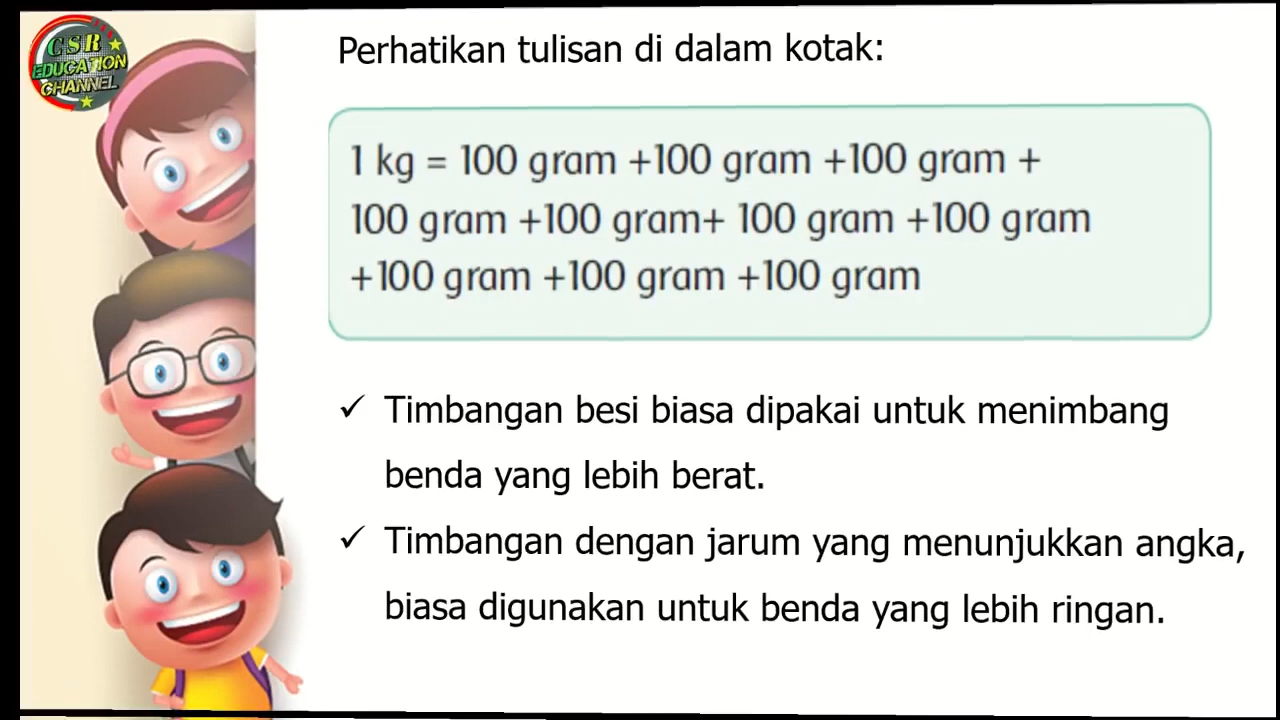 CSR
EDUCATION
CHANNEL
Perhatikan tulisan di dalam kotak:
1 kg = 100 gram +100 gram +100 gram +
100 gram +100 gram+ 100 gram +100 gram
+100 gram +100 gram +100 gram
✓ Timbangan besi biasa dipakai untuk menimbang
benda yang lebih berat.
✓ Timbangan dengan jarum yang menunjukkan angka,
biasa digunakan untuk benda yang lebih ringan.